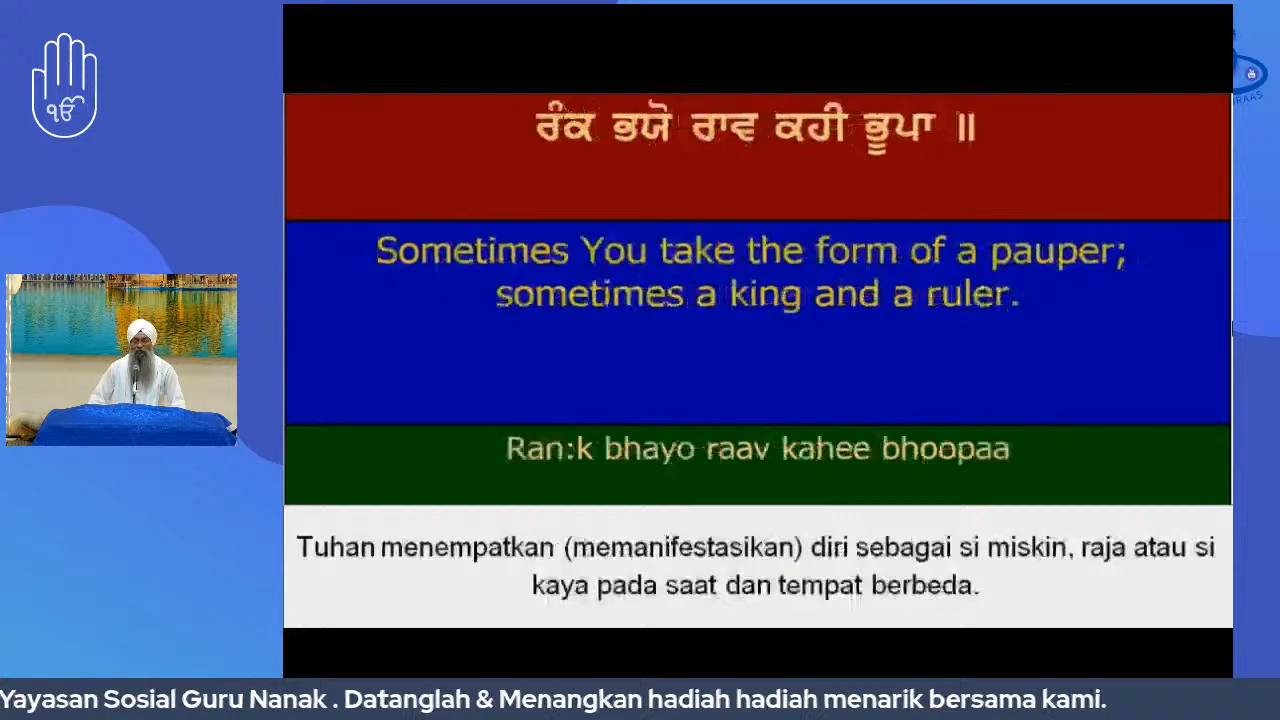 ੴ
ਰੰਕ ਭਯੋ ਰਾਵ ਕਹੀ ਭੂਪਾ ॥
Sometimes You take the form of a pauper;
sometimes a king and a ruler.
Ran:k bhayo raav kahee bhoopaa
Tuhan menempatkan (memanifestasikan) diri sebagai si miskin, raja atau si
kaya pada saat dan tempat berbeda.
Yayasan Sosial Guru Nanak . Datanglah & Menangkan hadiah hadiah menarik bersama kami.